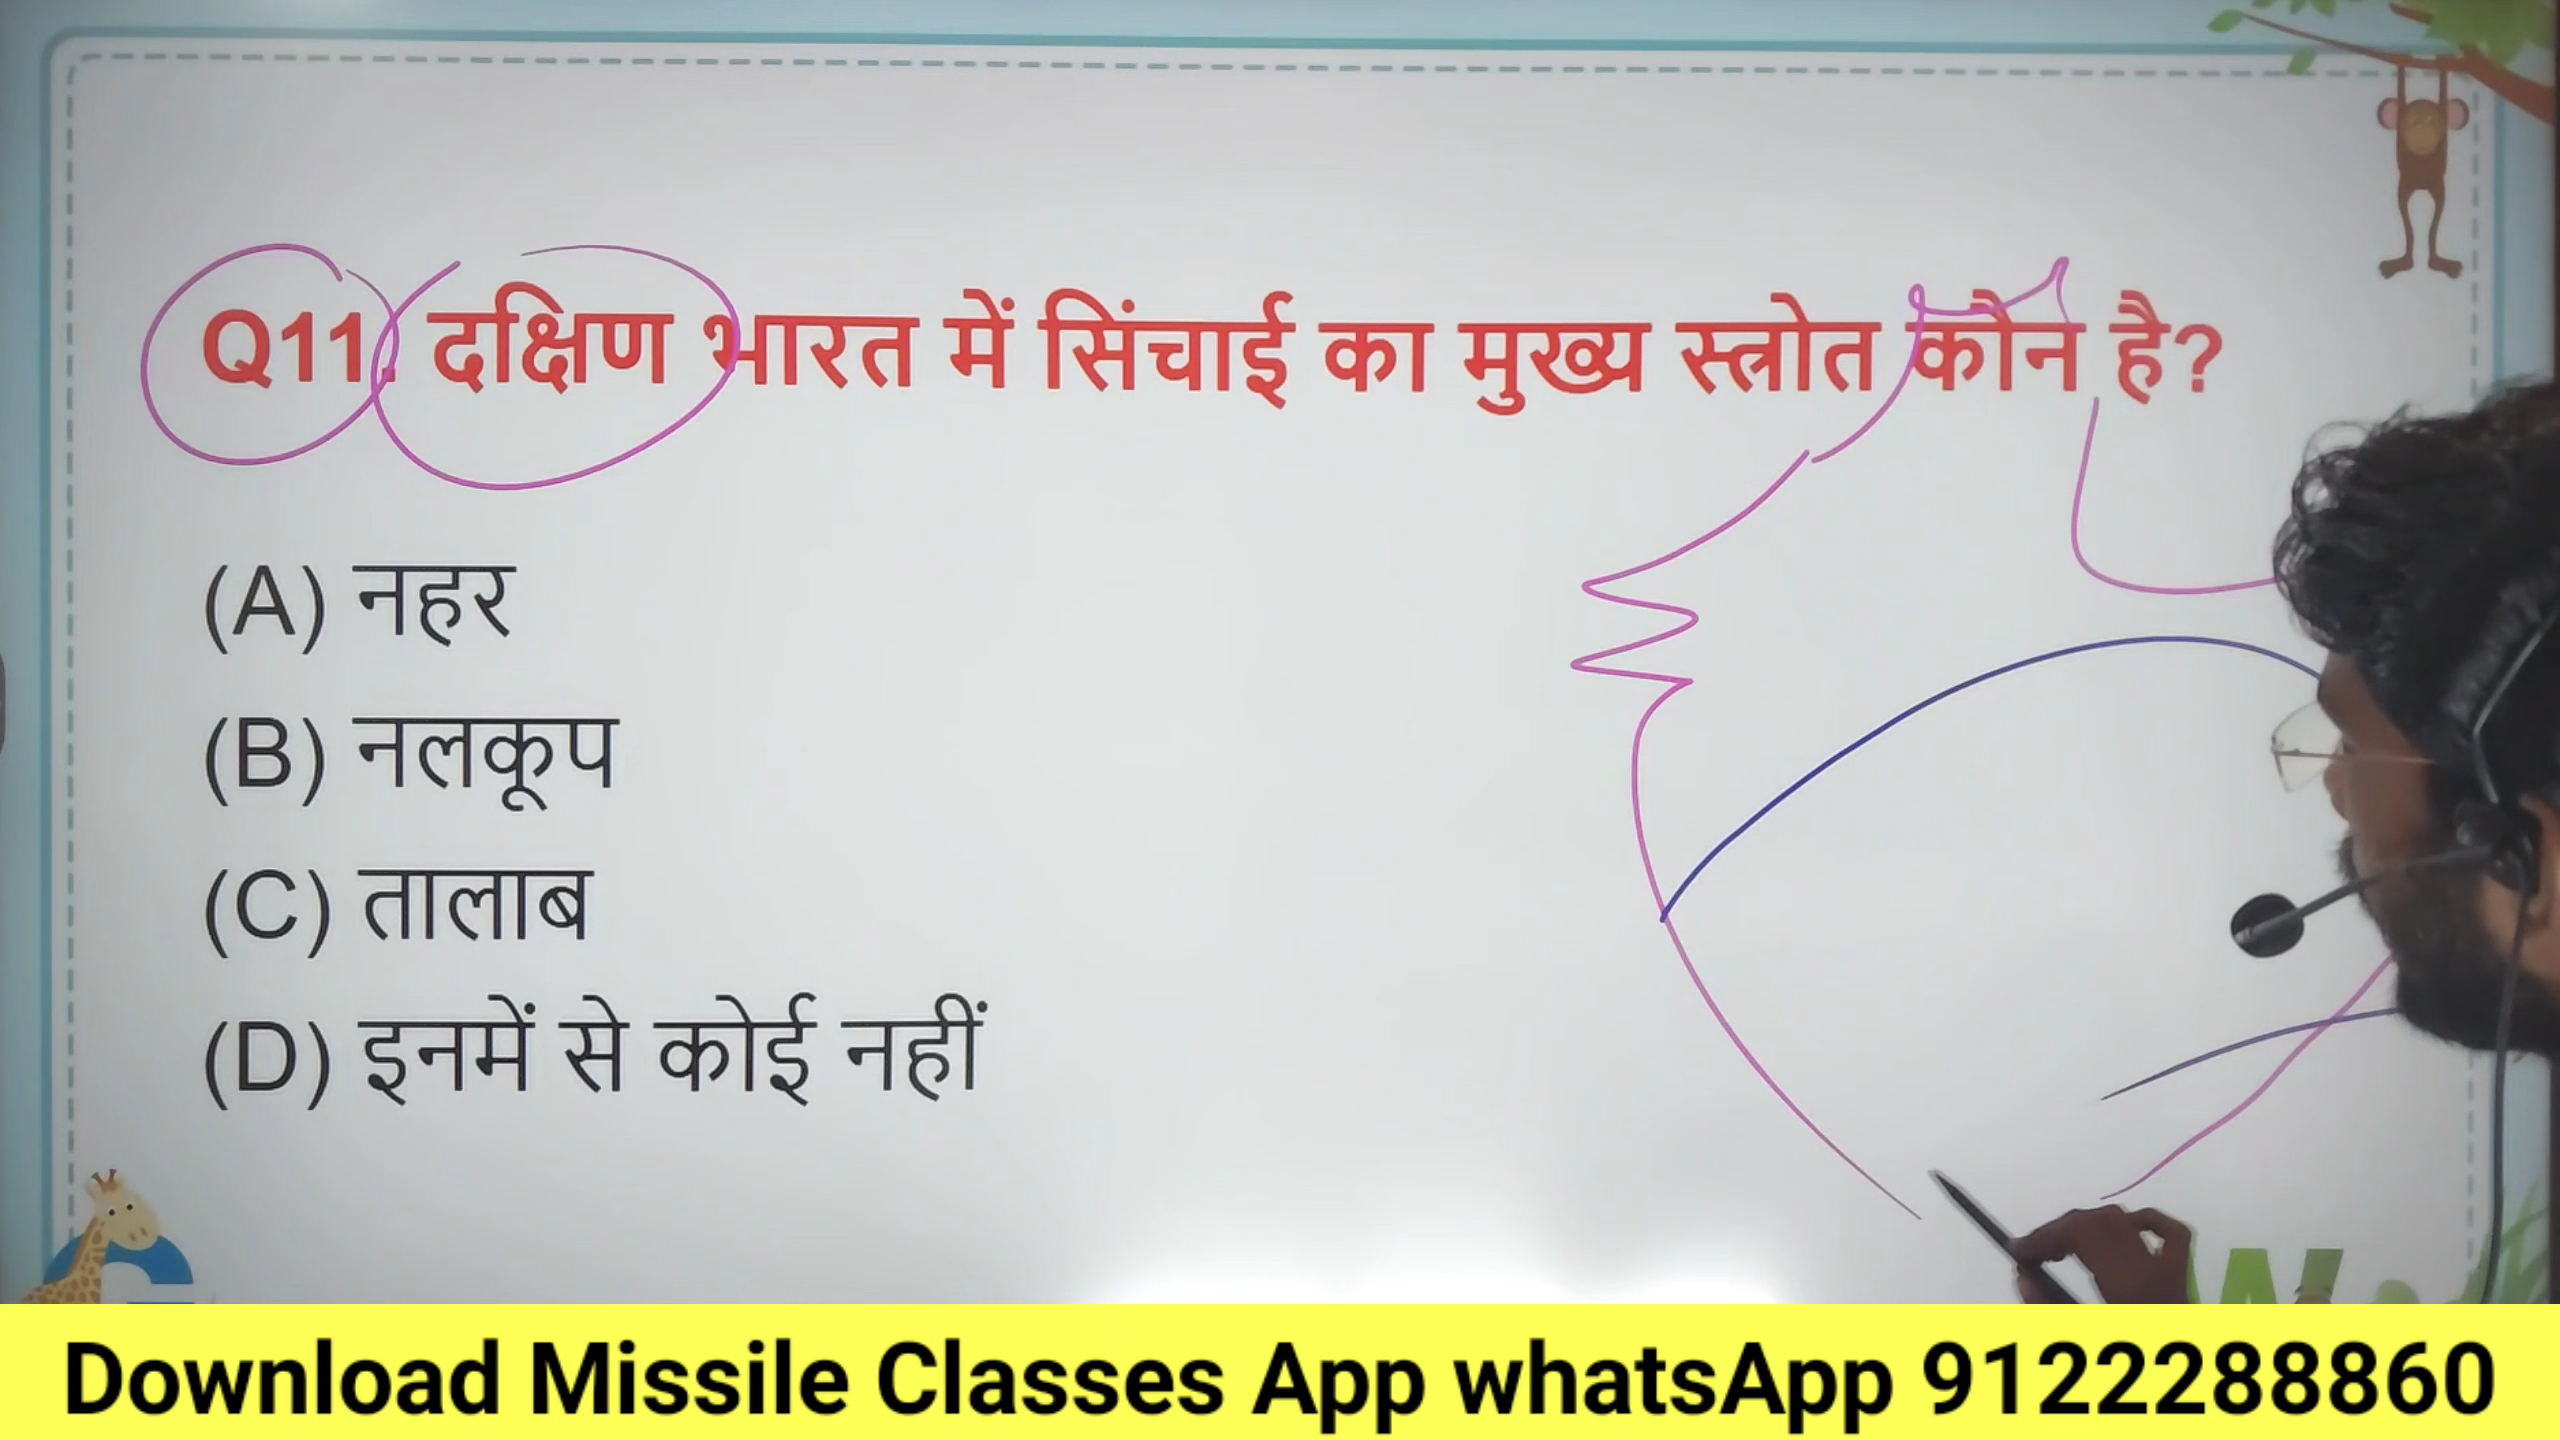 Q11. दक्षिण भारत में सिंचाई का मुख्य स्त्रोत कौन है?
(A) नहर
(B) नलकूप
(C) तालाब
(D) इनमें से कोई नहीं
Download Missile Classes App whatsApp 9122288860